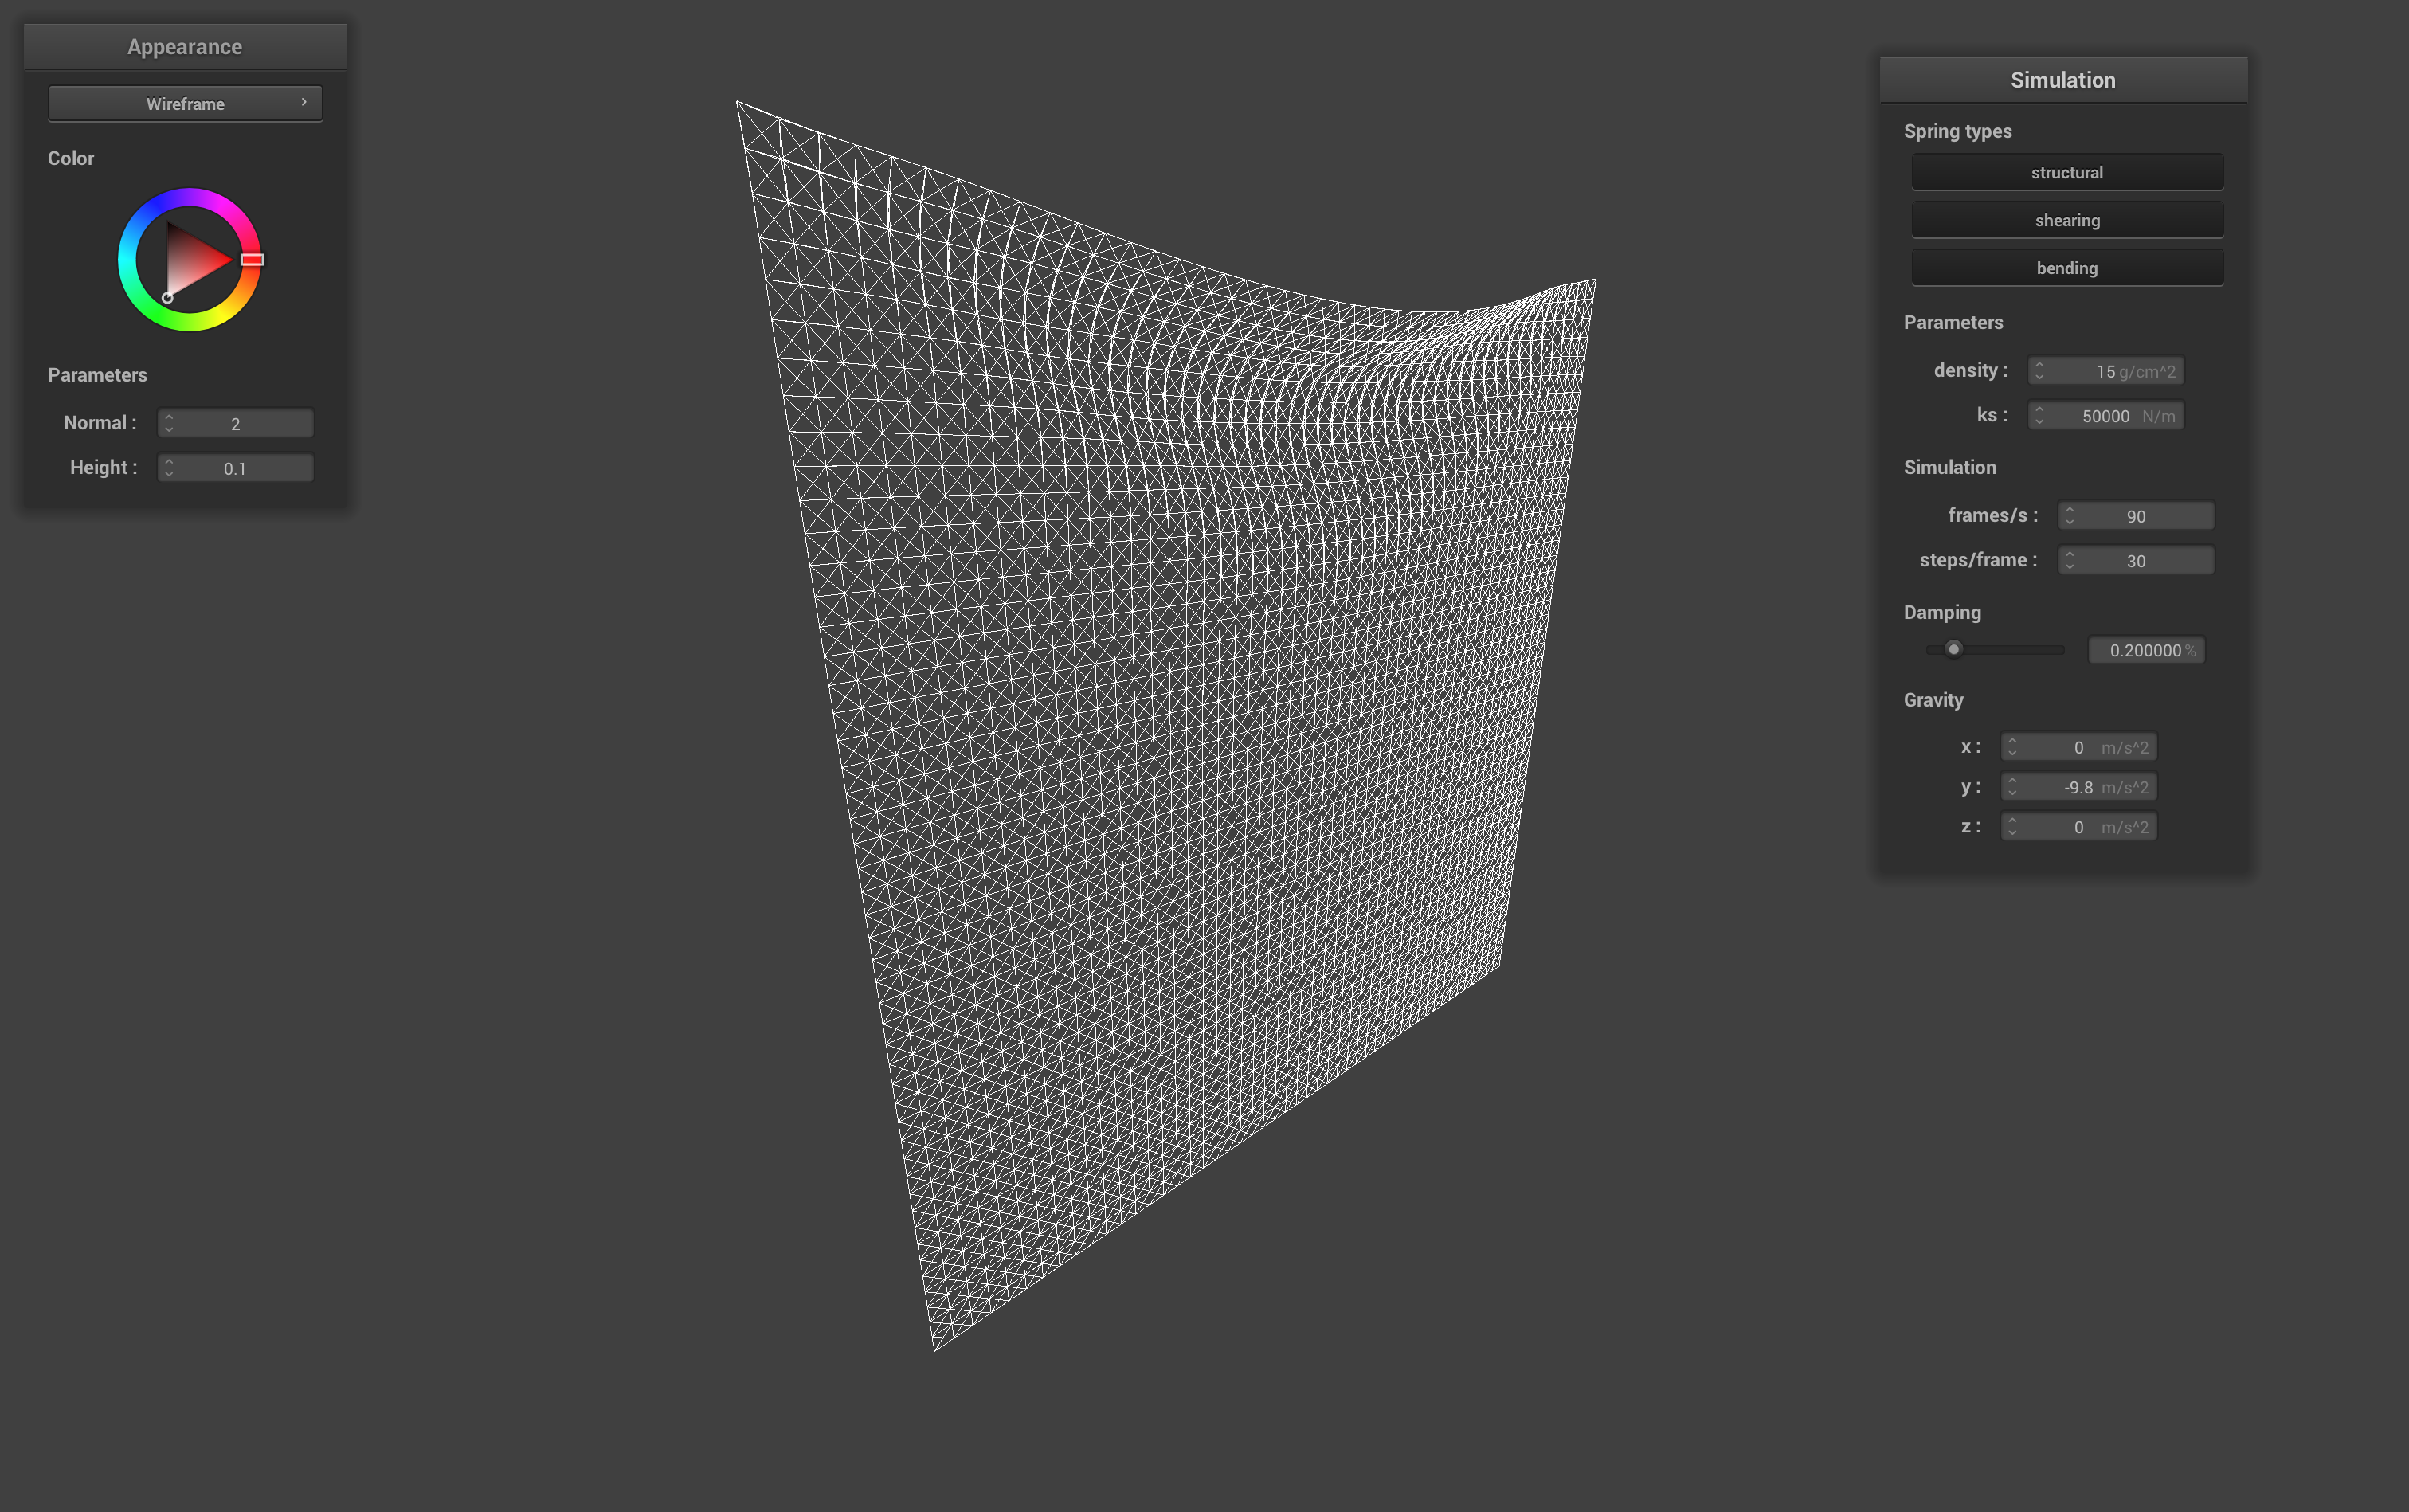 Appearance
Wireframe
Color
Parameters
Normal : 2
Height : 0.1
Simulation
Spring types
structural
shearing
bending
Parameters
density : 15 g/cm^2
ks : 50000 N/m
Simulation
frames/s : 90
steps/frame : 30
Damping
0.200000 %
Gravity
x : 0 m/s^2
y : -9.8 m/s^2
z : 0 m/s^2